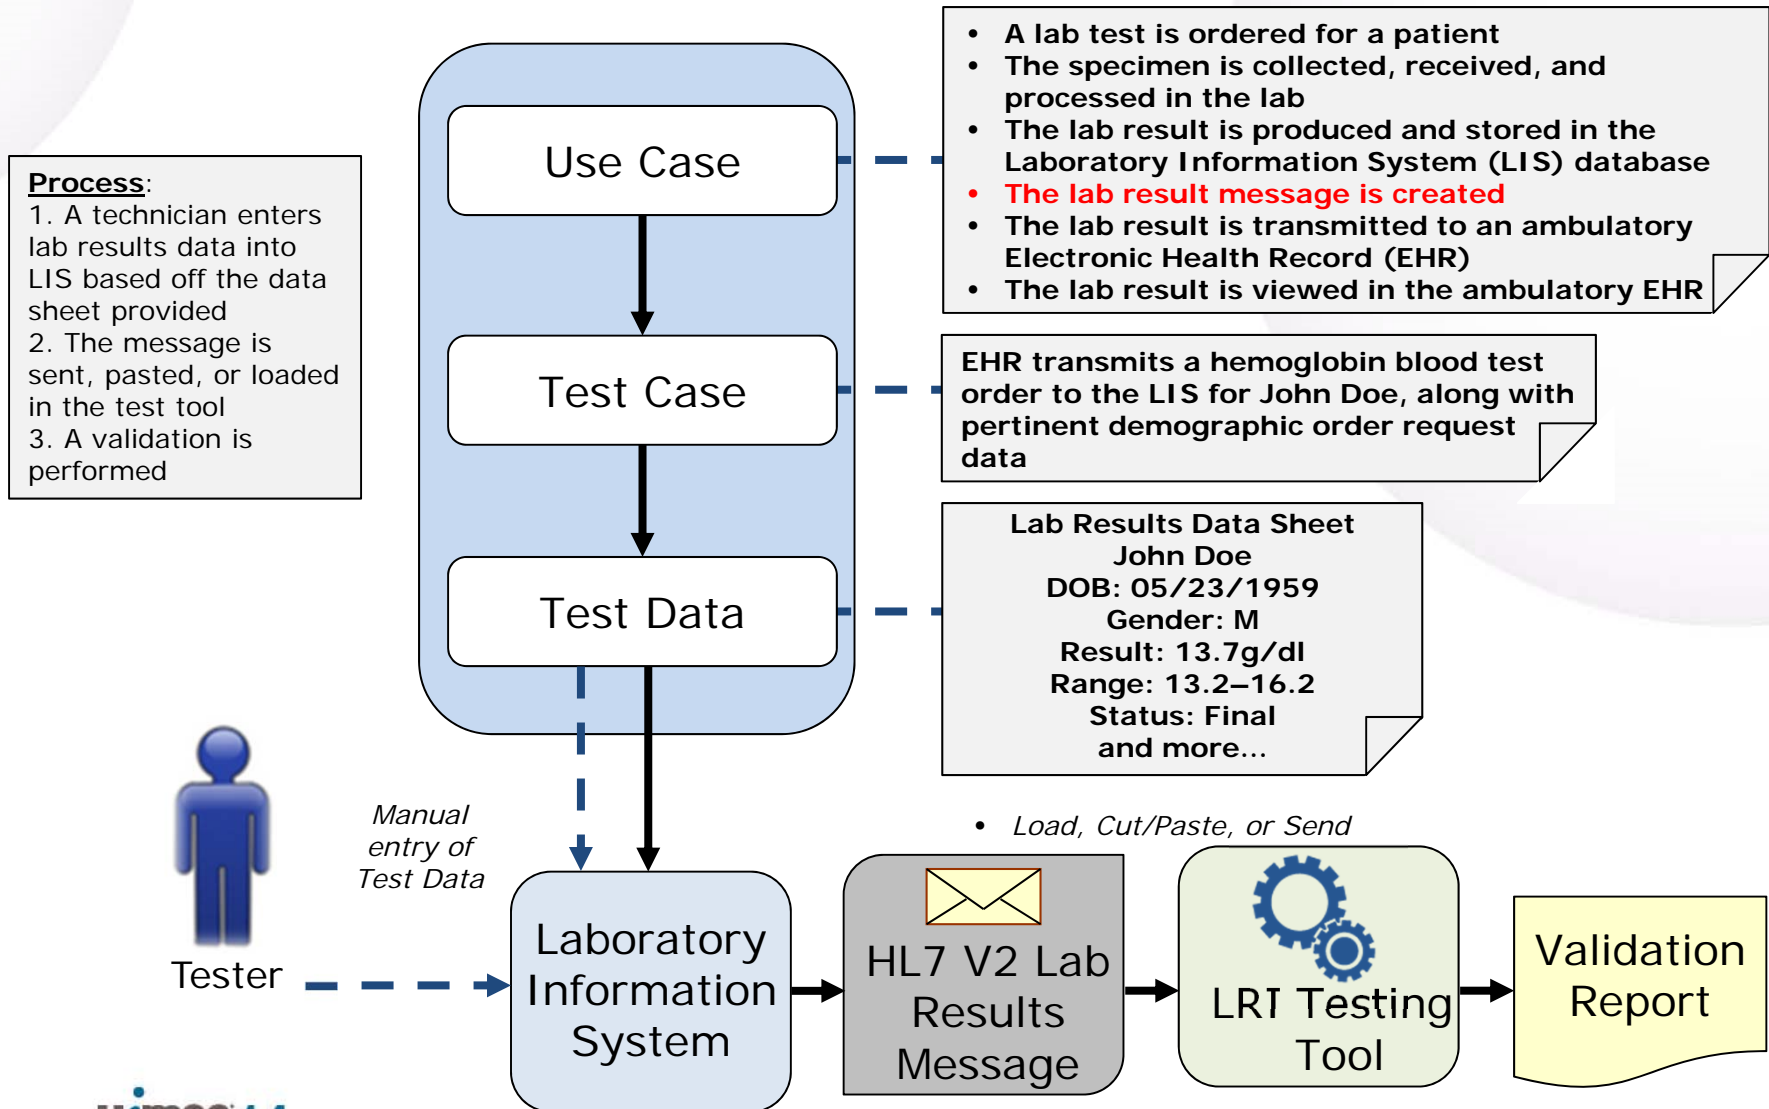 Process:
1. A technician enters
lab results data into
LIS based off the data
sheet provided
2. The message is
sent, pasted, or loaded
in the test tool
3. A validation is
performed
Use Case
• A lab test is ordered for a patient
• The specimen is collected, received, and
processed in the lab
• The lab result is produced and stored in the
Laboratory Information System (LIS) database
• The lab result message is created
• The lab result is transmitted to an ambulatory
Electronic Health Record (EHR)
• The lab result is viewed in the ambulatory EHR
Test Case
EHR transmits a hemoglobin blood test
order to the LIS for John Doe, along with
pertinent demographic order request
data
Test Data
Lab Results Data Sheet
John Doe
DOB: 05/23/1959
Gender: M
Result: 13.7g/dl
Range: 13.2–16.2
Status: Final
and more...
Manual
entry of
Test Data
• Load, Cut/Paste, or Send
Tester
Laboratory
Information
System
HL7 V2 Lab
Results
Message
LRI Testing
Tool
Validation
Report